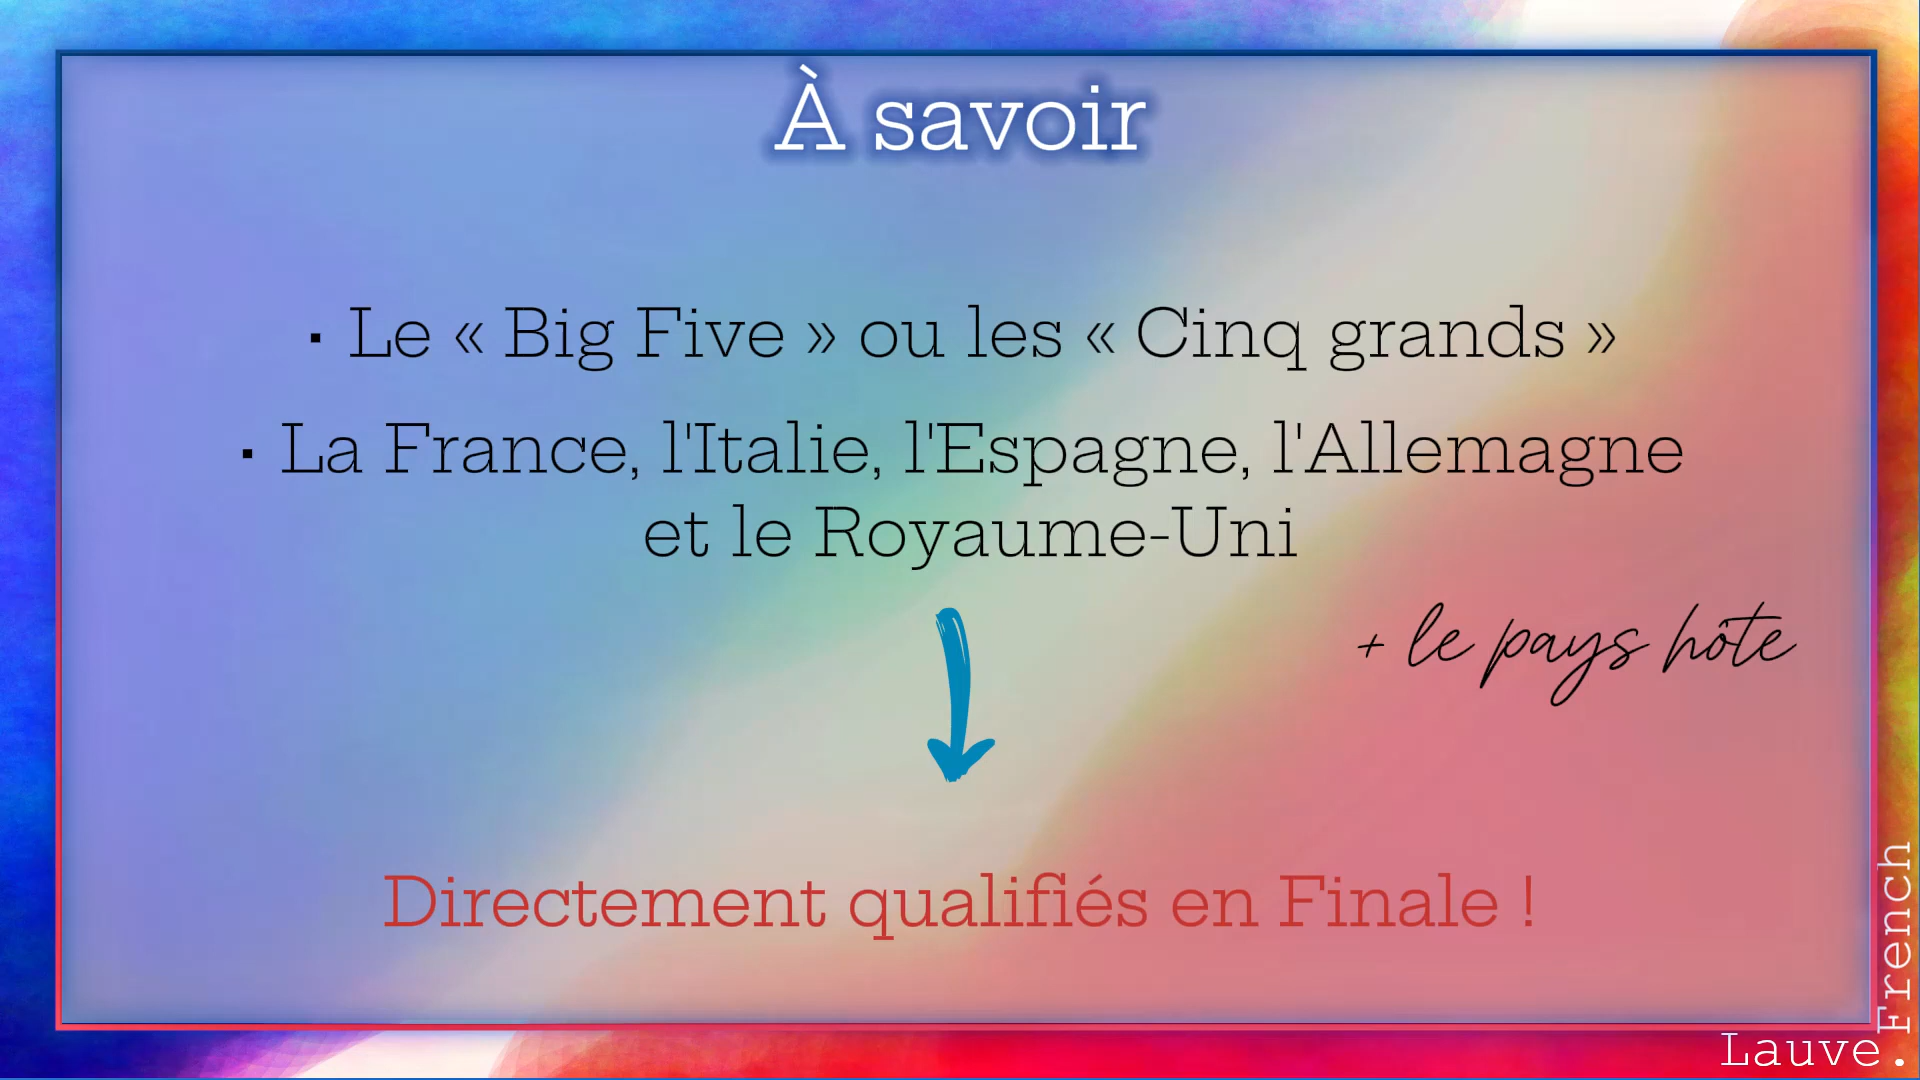 À savoir
▪ Le « Big Five » ou les « Cinq grands »
▪ La France, l'Italie, l'Espagne, l'Allemagne
et le Royaume-Uni
+ le pays hôte
Directement qualifiés en Finale !
Lauve.
French